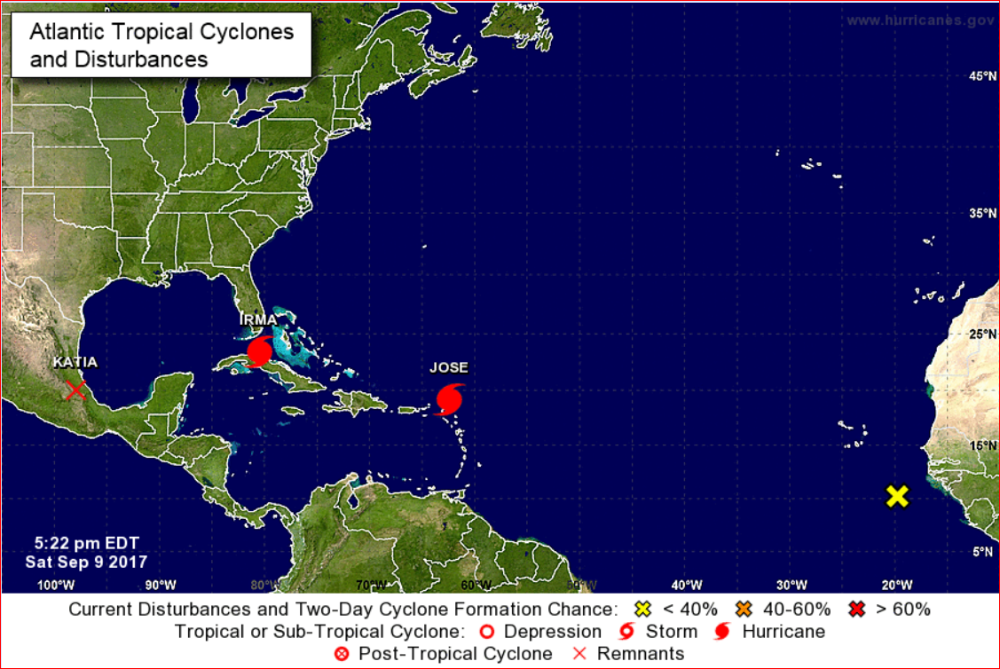 www.hurricanes.gov
Atlantic Tropical Cyclones
and Disturbances
45°N
35°N
IRMA
25°N
KATIA
JOSE
15°N
5:22 pm EDT
5°N
Sat Sep 9 2017
100°W 90°W 80°W 70°W 60°W 50°W 40°W 30°W 20°W
Current Disturbances and Two-Day Cyclone Formation Chance: < 40% 40-60% > 60%
Tropical or Sub-Tropical Cyclone: Depression Storm Hurricane
Post-Tropical Cyclone Remnants